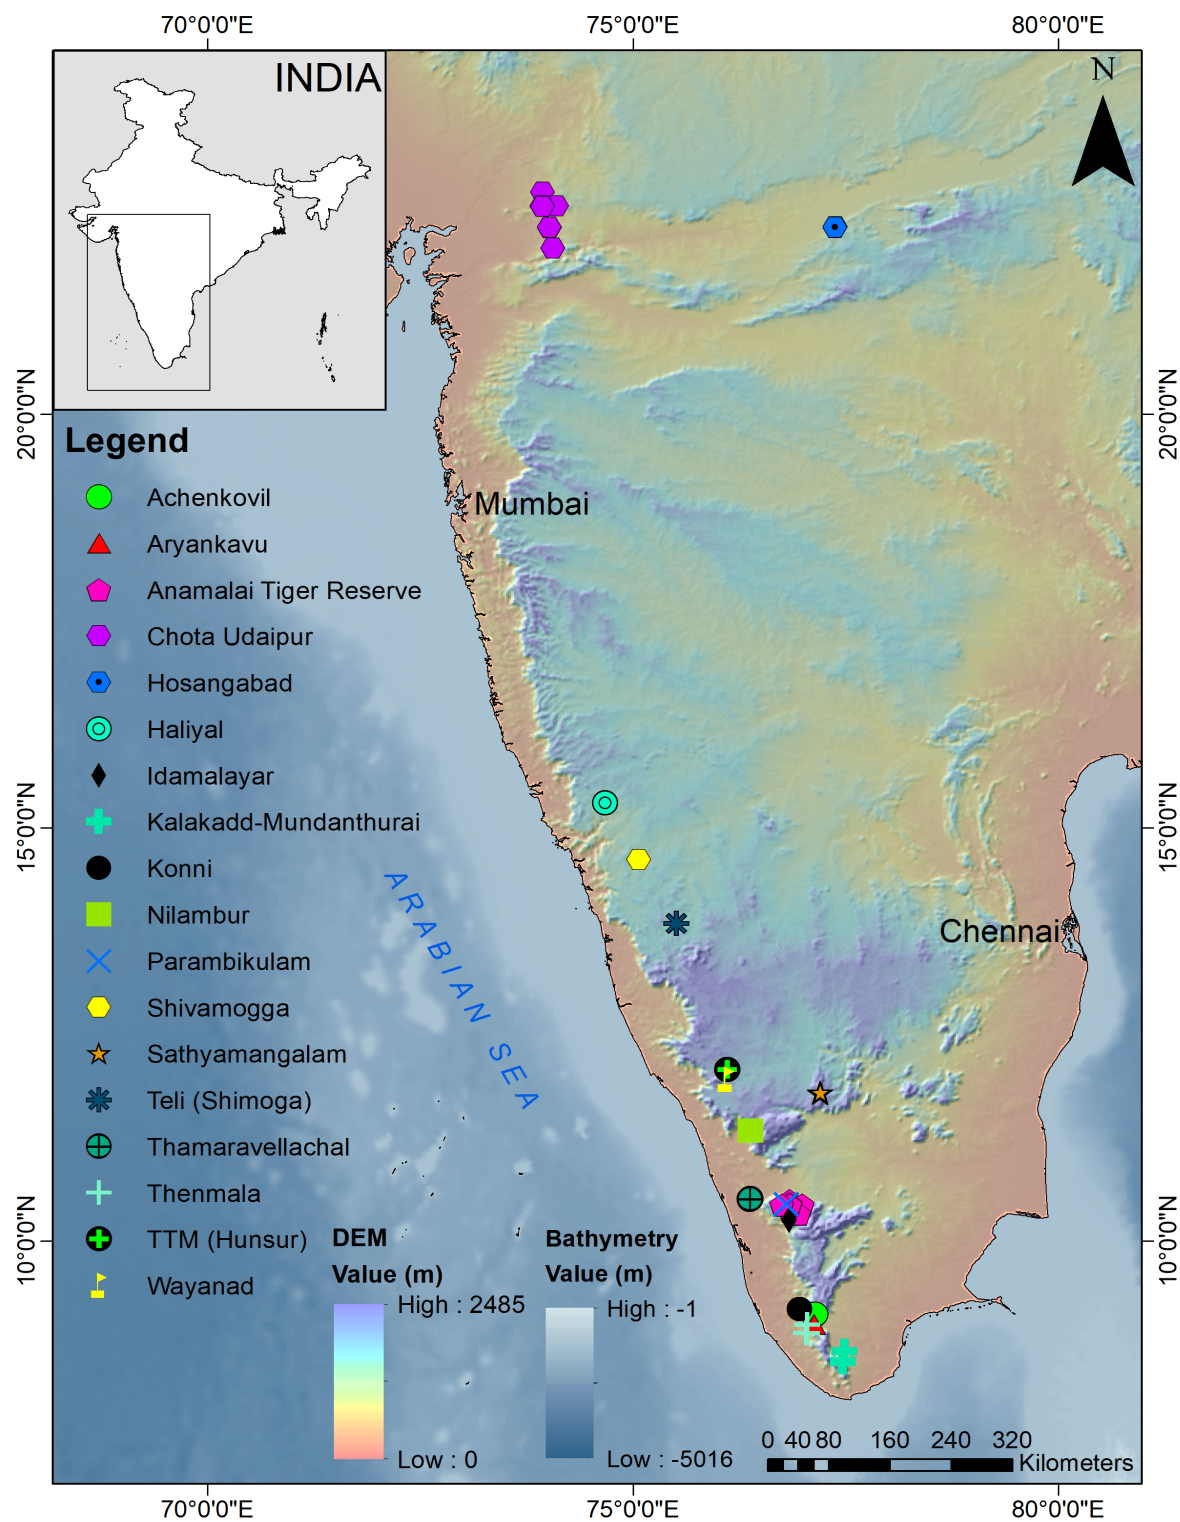 70°0'0"E
75°0'0"E
80°0'0"E
INDIA
N
20°0'0"N
20°0'0"N
Legend
Achenkovil
Aryankavu
Anamalai Tiger Reserve
Chota Udaipur
Hosangabad
Haliyal
Idamalayar
Kalakadd-Mundanthurai
Konni
Nilambur
Parambikulam
Shivamogga
Sathyamangalam
Teli (Shimoga)
Thamaravellachal
Thenmala
TTM (Hunsur)
Wayanad
Mumbai
15°0'0"N
15°0'0"N
ARABIAN SEA
Chennai
10°0'0"N
10°0'0"N
DEM
Value (m)
High : 2485
Low : 0
Bathymetry
Value (m)
High : -1
Low : -5016
0 40 80 160 240 320
Kilometers
70°0'0"E
75°0'0"E
80°0'0"E